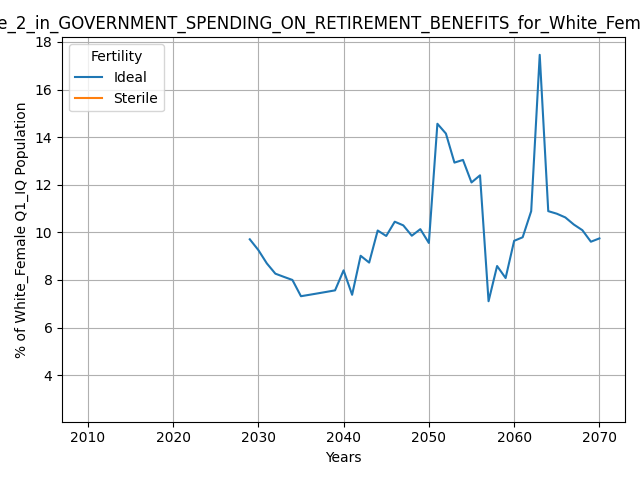 e_2_in_GOVERNMENT_SPENDING_ON_RETIREMENT_BENEFITS_for_White_Fem
Fertility
Ideal
Sterile
% of White_Female Q1_IQ Population
18
16
14
12
10
8
6
4
2010 2020 2030 2040 2050 2060 2070
Years